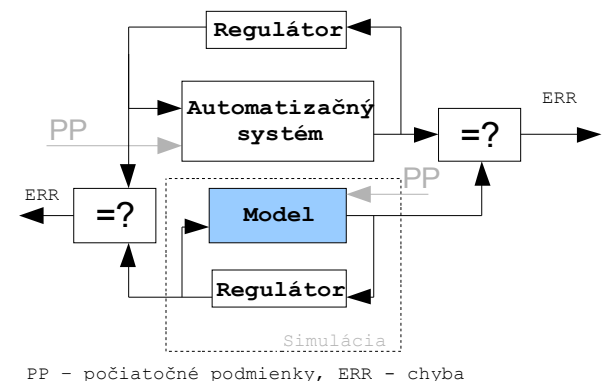 Regulátor
ERR
Automatizačný
systém
PP
=?
PP
ERR
=?
Model
Regulátor
Simulácia
PP – počiatočné podmienky, ERR - chyba